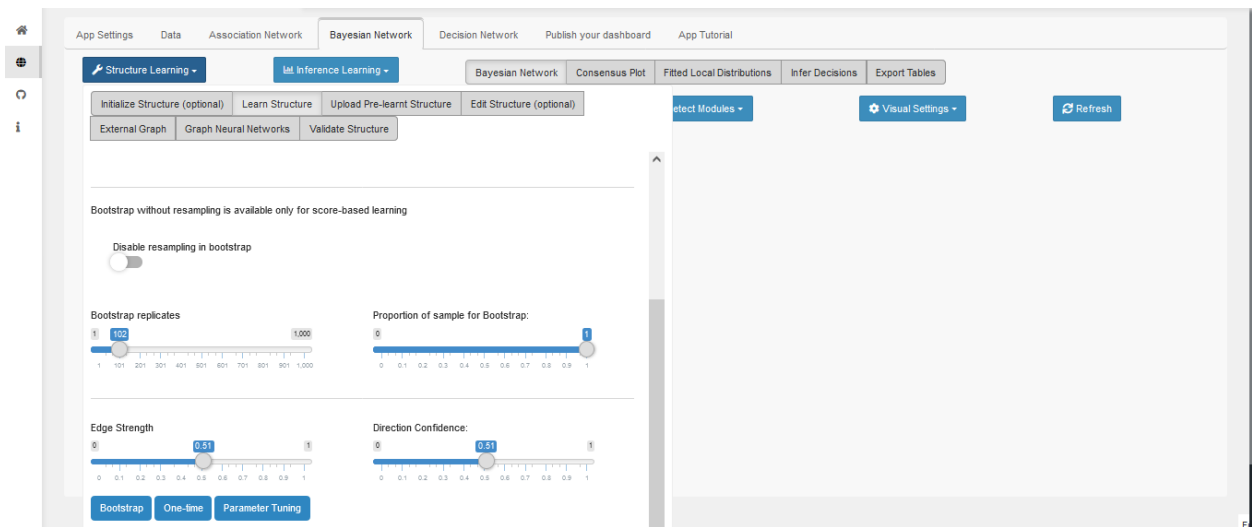 App Settings Data Association Network Bayesian Network Decision Network Publish your dashboard App Tutorial
Structure Learning Inference Learning Bayesian Network Consensus Plot Fitted Local Distributions Infer Decisions Export Tables
Initialize Structure (optional) Learn Structure Upload Pre-learnt Structure Edit Structure (optional) etect Modules Visual Settings Refresh
External Graph Graph Neural Networks Validate Structure
Bootstrap without resampling is available only for score-based learning
Disable resampling in bootstrap
Bootstrap replicates Proportion of sample for Bootstrap:
1 102 1,000 0 1
1 101 201 301 401 501 601 701 801 901 1,000 0 0.1 0.2 0.3 0.4 0.5 0.6 0.7 0.8 0.9 1
Edge Strength Direction Confidence:
0 0.51 1 0 0.51 1
0 0.1 0.2 0.3 0.4 0.5 0.6 0.7 0.8 0.9 1 0 0.1 0.2 0.3 0.4 0.5 0.6 0.7 0.8 0.9 1
Bootstrap One-time Parameter Tuning